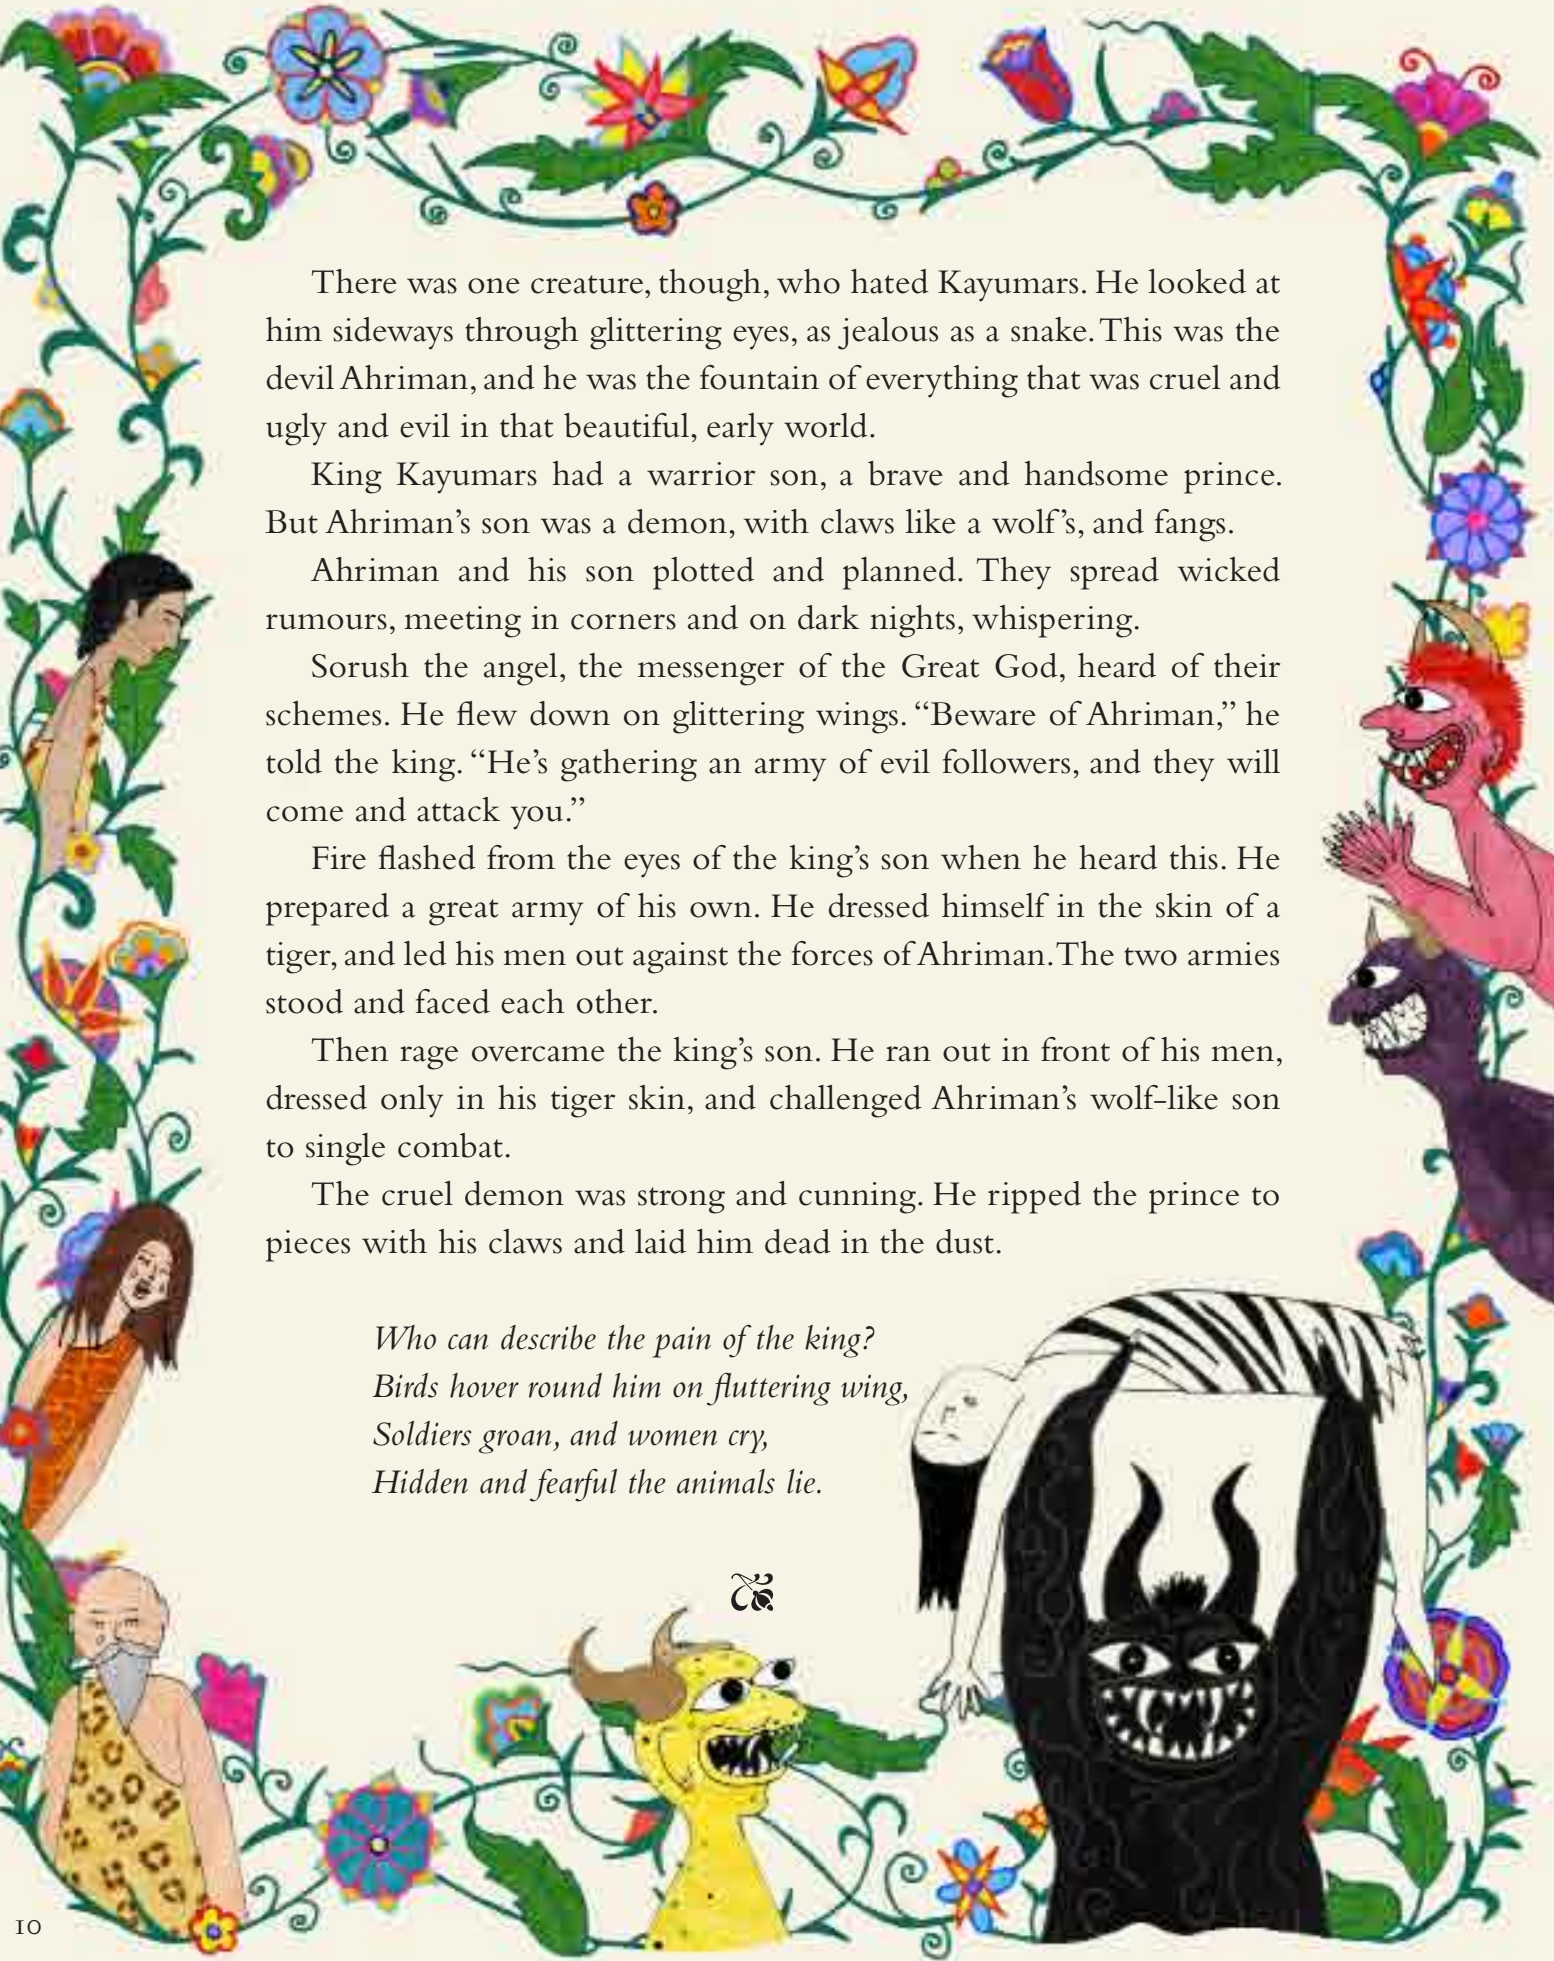 There was one creature, though, who hated Kayumars. He looked at
him sideways through glittering eyes, as jealous as a snake. This was the
devil Ahriman, and he was the fountain of everything that was cruel and
ugly and evil in that beautiful, early world.
King Kayumars had a warrior son, a brave and handsome prince.
But Ahriman’s son was a demon, with claws like a wolf’s, and fangs.
Ahriman and his son plotted and planned. They spread wicked
rumours, meeting in corners and on dark nights, whispering.
Sorush the angel, the messenger of the Great God, heard of their
schemes. He flew down on glittering wings. “Beware of Ahriman,” he
told the king. “He’s gathering an army of evil followers, and they will
come and attack you.”
Fire flashed from the eyes of the king’s son when he heard this. He
prepared a great army of his own. He dressed himself in the skin of a
tiger, and led his men out against the forces of Ahriman. The two armies
stood and faced each other.
Then rage overcame the king’s son. He ran out in front of his men,
dressed only in his tiger skin, and challenged Ahriman’s wolf-like son
to single combat.
The cruel demon was strong and cunning. He ripped the prince to
pieces with his claws and laid him dead in the dust.
Who can describe the pain of the king?
Birds hover round him on fluttering wing,
Soldiers groan, and women cry,
Hidden and fearful the animals lie.
10